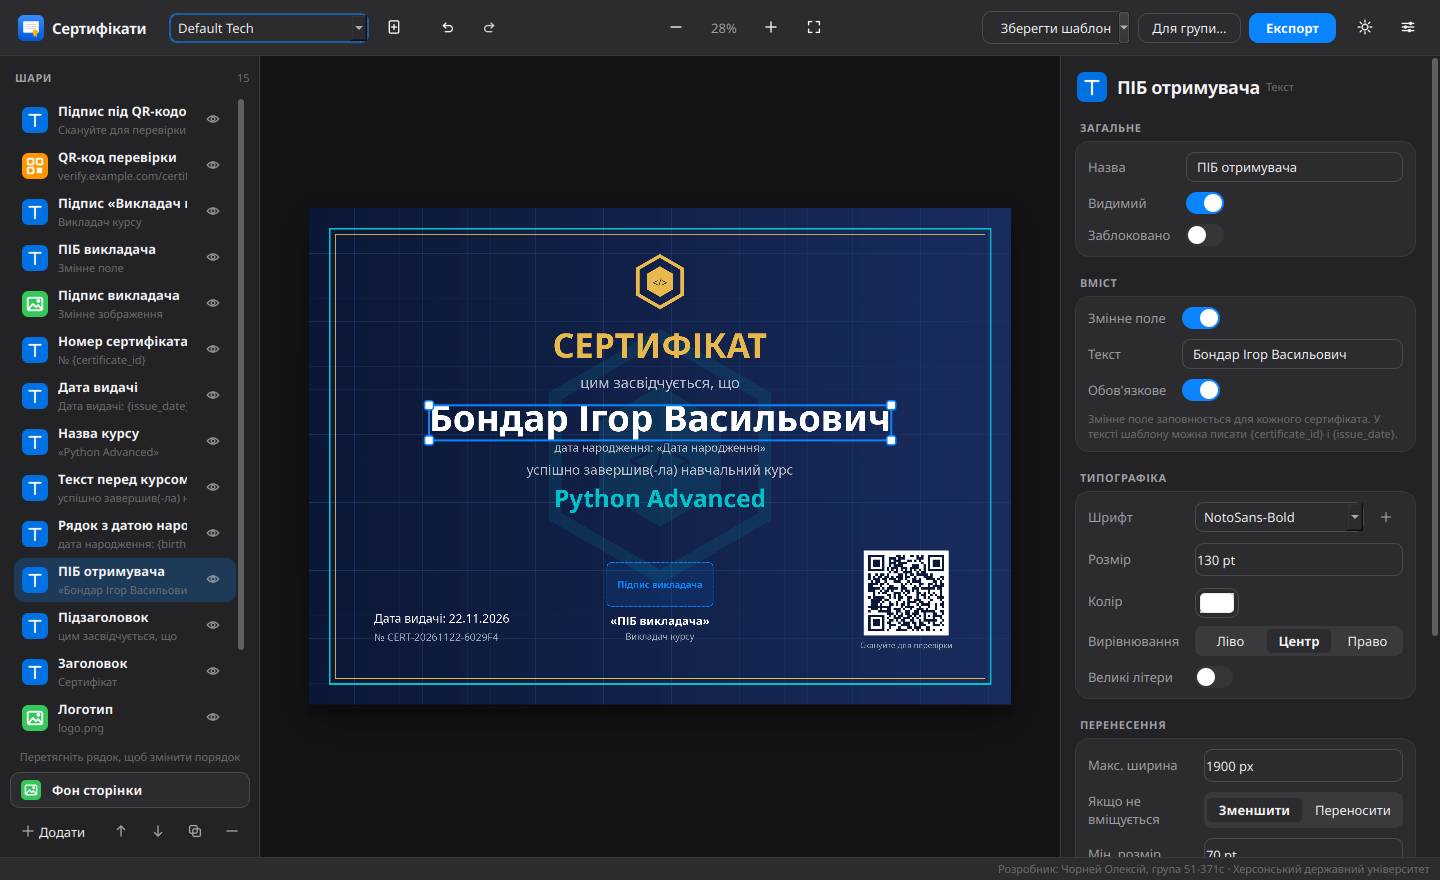 Сертифікати
Default Tech
28%
Зберегти шаблон
Для групи...
Експорт
ШАРИ
15
Підпис під QR-кодо
Скануйте для перевірки
QR-код перевірки
verify.example.com/certif
Підпис «Викладач
Викладач курсу
ПІБ викладача
Змінне поле
Підпис викладача
Змінне зображення
Номер сертифіката
№ {certificate_id}
Дата видачі
Дата видачі: {issue_date
Назва курсу
«Python Advanced»
Текст перед курсом
успішно завершив(-ла) н
Рядок з датою наро
дата народження: {birth_
ПІБ отримувача
«Бондар Ігор Васильови
Підзаголовок
цим засвідчується, що
Заголовок
Сертифікат
Логотип
logo.png
Перетягніть рядок, щоб змінити порядок
Фон сторінки
Додати
</>
СЕРТИФІКАТ
цим засвідчується, що
Бондар Ігор Васильович
дата народження: «Дата народження»
успішно завершив(-ла) навчальний курс
Python Advanced
Підпис викладача
«ПІБ викладача»
Викладач курсу
Дата видачі: 22.11.2026
№ CERT-20261122-6029F4
Скануйте для перевірки
T ПІБ отримувача Текст
ЗАГАЛЬНЕ
Назва ПІБ отримувача
Видимий
Заблоковано
ВМІСТ
Змінне поле
Текст Бондар Ігор Васильович
Обов'язкове
Змінне поле заповнюється для кожного сертифіката. У
тексті шаблону можна писати {certificate_id} і {issue_date}.
ТИПОГРАФІКА
Шрифт NotoSans-Bold
Розмір 130 pt
Колір
Вирівнювання Ліво Центр Право
Великі літери
ПЕРЕНЕСЕННЯ
Макс. ширина 1900 px
Якщо не
вміщується
Зменшити Переносити
Мін. розмір 70 pt
Розробник: Чорней Олексій, група 51-371с · Херсонський державний університет